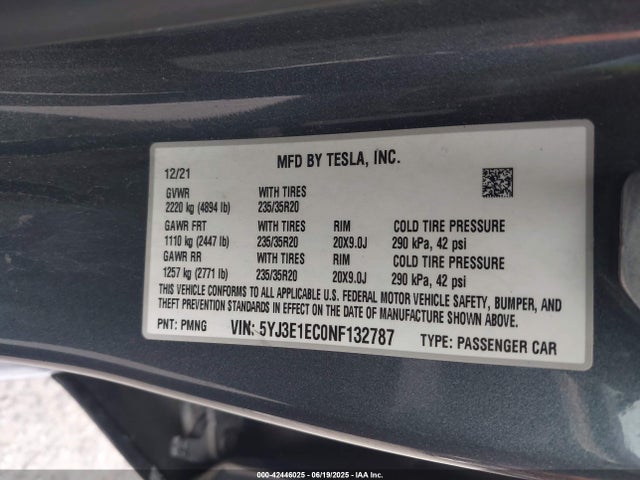 MFD BY TESLA, INC.
12/21
GVWR WITH TIRES
2220 kg (4894 lb) 235/35R20
GAWR FRT WITH TIRES RIM COLD TIRE PRESSURE
1110 kg (2447 lb) 235/35R20 20X9.0J 290 kPa, 42 psi
GAWR RR WITH TIRES RIM COLD TIRE PRESSURE
1257 kg (2771 lb) 235/35R20 20X9.0J 290 kPa, 42 psi
THIS VEHICLE CONFORMS TO ALL APPLICABLE U.S. FEDERAL MOTOR VEHICLE SAFETY, BUMPER, AND
THEFT PREVENTION STANDARDS IN EFFECT ON THE DATE OF MANUFACTURE SHOWN ABOVE.
PNT: PMNG VIN: 5YJ3E1EC0NF132787 TYPE: PASSENGER CAR
00-42446025 - 06/19/2025 - IAA Inc.